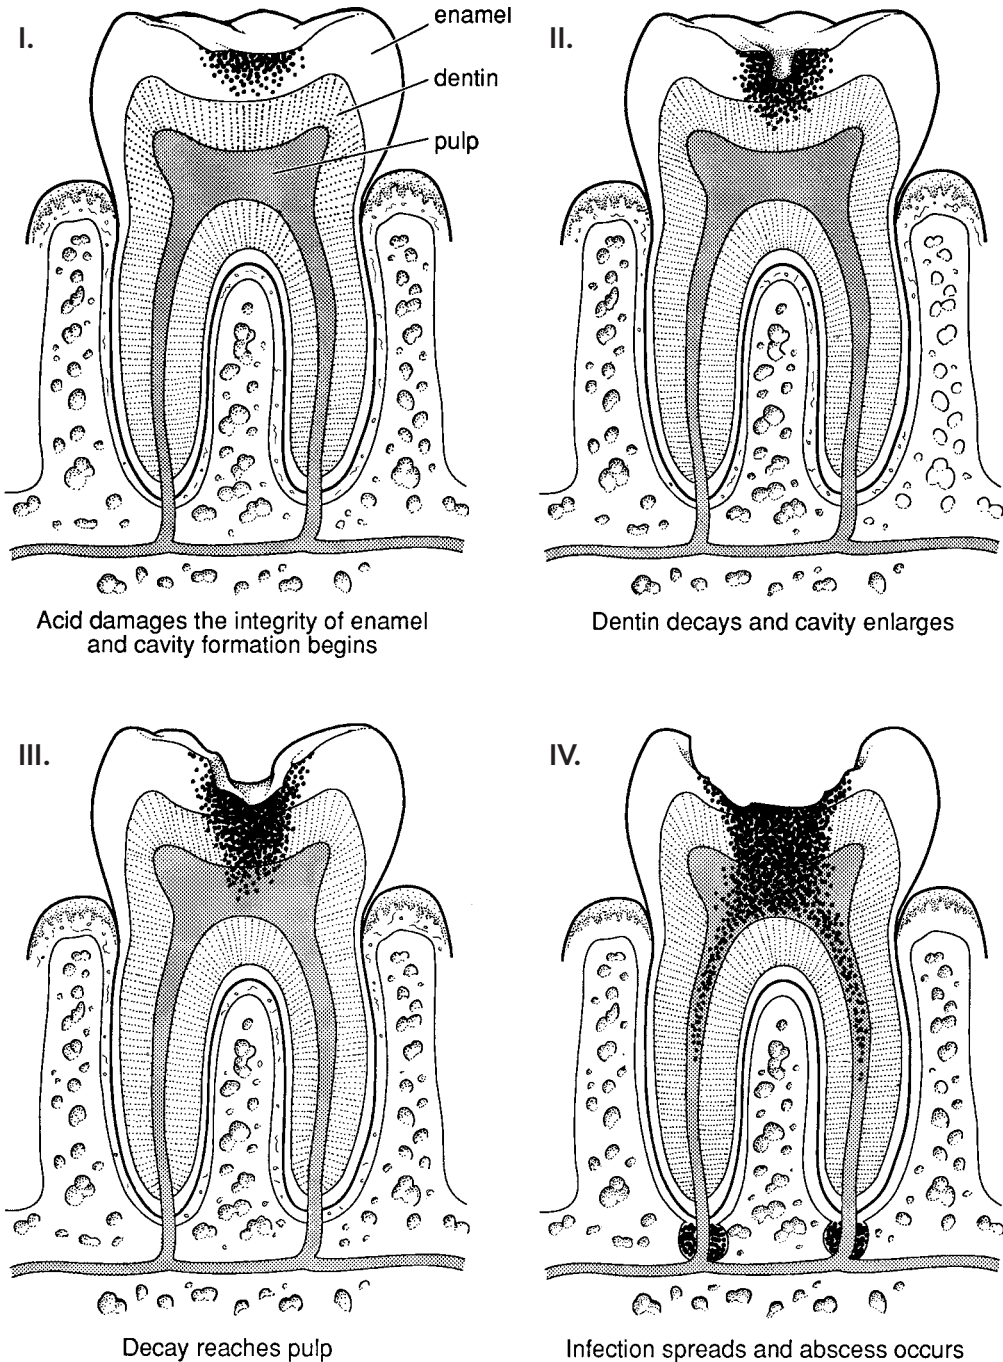 I.
enamel
dentin
pulp
Acid damages the integrity of enamel
and cavity formation begins
II.
Dentin decays and cavity enlarges
III.
Decay reaches pulp
IV.
Infection spreads and abscess occurs